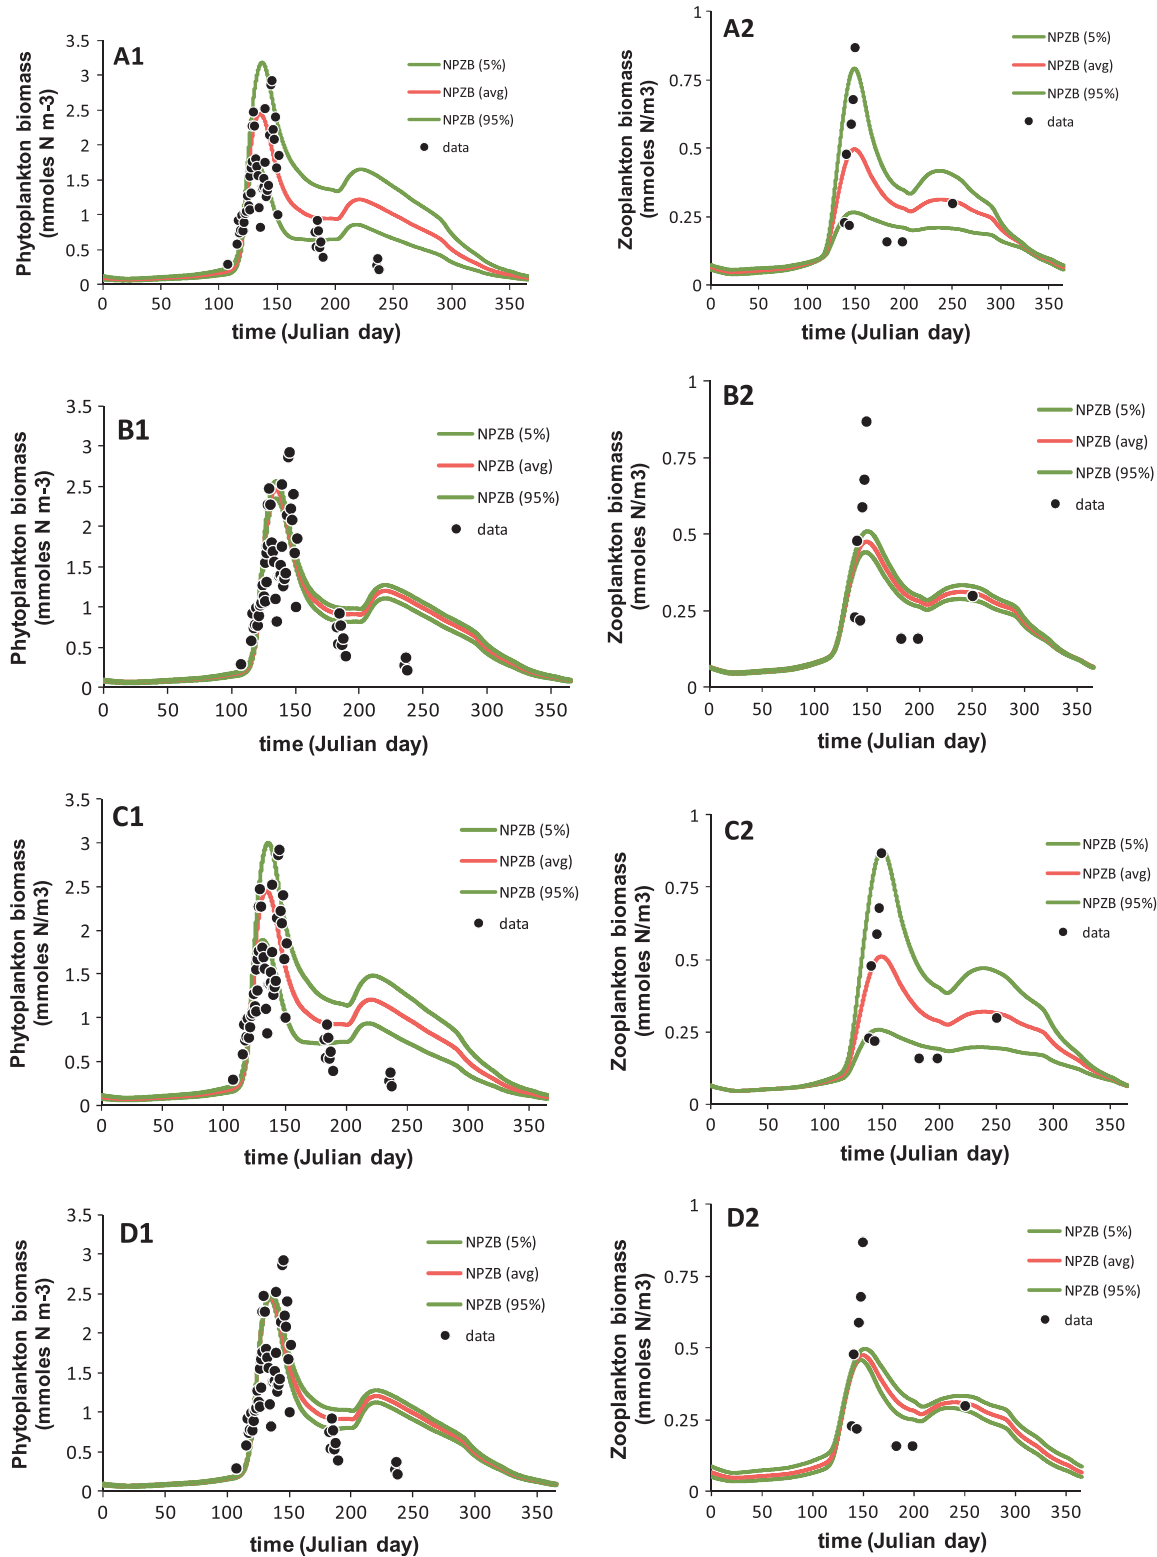 A1
Phytoplankton biomass
(mmoles N m-3)
3.5
3
2.5
2
1.5
1
0.5
0
0 50 100 150 200 250 300 350
time (Julian day)
NPZB (5%)
NPZB (avg)
NPZB (95%)
data
A2
Zooplankton biomass
(mmoles N/m3)
1
0.75
0.5
0.25
0
0 50 100 150 200 250 300 350
time (Julian day)
NPZB (5%)
NPZB (avg)
NPZB (95%)
data
B1
Phytoplankton biomass
(mmoles N m-3)
3.5
3
2.5
2
1.5
1
0.5
0
0 50 100 150 200 250 300 350
time (Julian day)
NPZB (5%)
NPZB (avg)
NPZB (95%)
data
B2
Zooplankton biomass
(mmoles N/m3)
1
0.75
0.5
0.25
0
0 50 100 150 200 250 300 350
time (Julian day)
NPZB (5%)
NPZB (avg)
NPZB (95%)
data
C1
Phytoplankton biomass
(mmoles N/m3)
3.5
3
2.5
2
1.5
1
0.5
0
0 50 100 150 200 250 300 350
time (Julian day)
NPZB (5%)
NPZB (avg)
NPZB (95%)
data
C2
Zooplankton biomass
(mmoles N/m3)
1
0.75
0.5
0.25
0
0 50 100 150 200 250 300 350
time (Julian day)
NPZB (5%)
NPZB (avg)
NPZB (95%)
data
D1
Phytoplankton biomass
(mmoles N m-3)
3.5
3
2.5
2
1.5
1
0.5
0
0 50 100 150 200 250 300 350
time (Julian day)
NPZB (5%)
NPZB (avg)
NPZB (95%)
data
D2
Zooplankton biomass
(mmoles N/m3)
1
0.75
0.5
0.25
0
0 50 100 150 200 250 300 350
time (Julian day)
NPZB (5%)
NPZB (avg)
NPZB (95%)
data